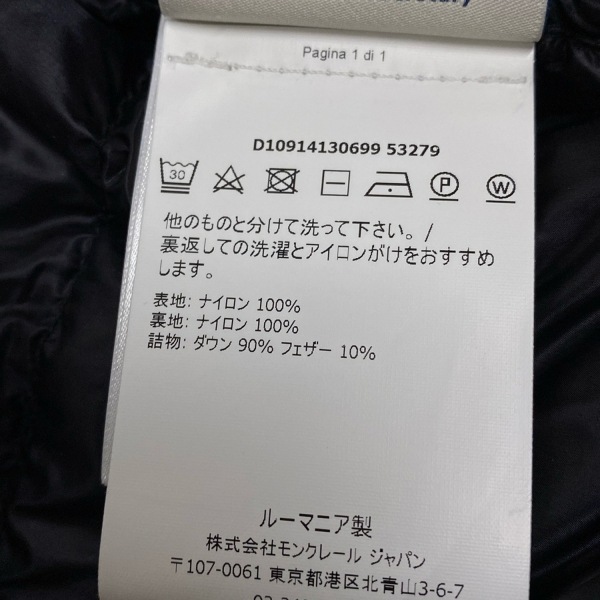 Pagina 1 di 1
D10914130699 53279
30
P
W
他のものと分けて洗って下さい。/
裏返しての洗濯とアイロンがけをおすすめ
します。
表地: ナイロン 100%
裏地: ナイロン 100%
詰物: ダウン 90% フェザー 10%
ルーマニア製
株式会社モンクレール ジャパン
〒107-0061 東京都港区北青山3-6-7